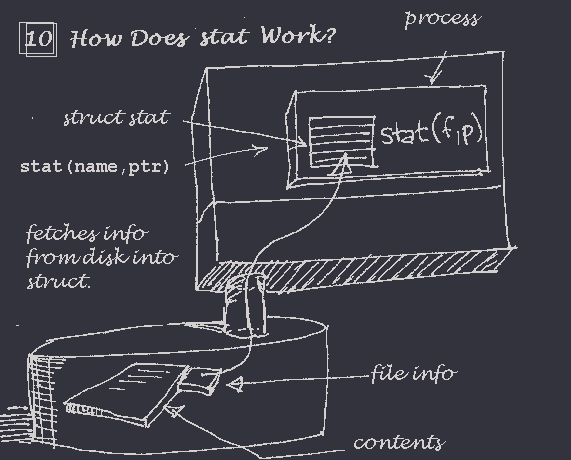 10 How Does stat Work?
process
struct stat
stat(f,p)
stat(name,ptr)
fetches info
from disk into
struct.
file info
contents